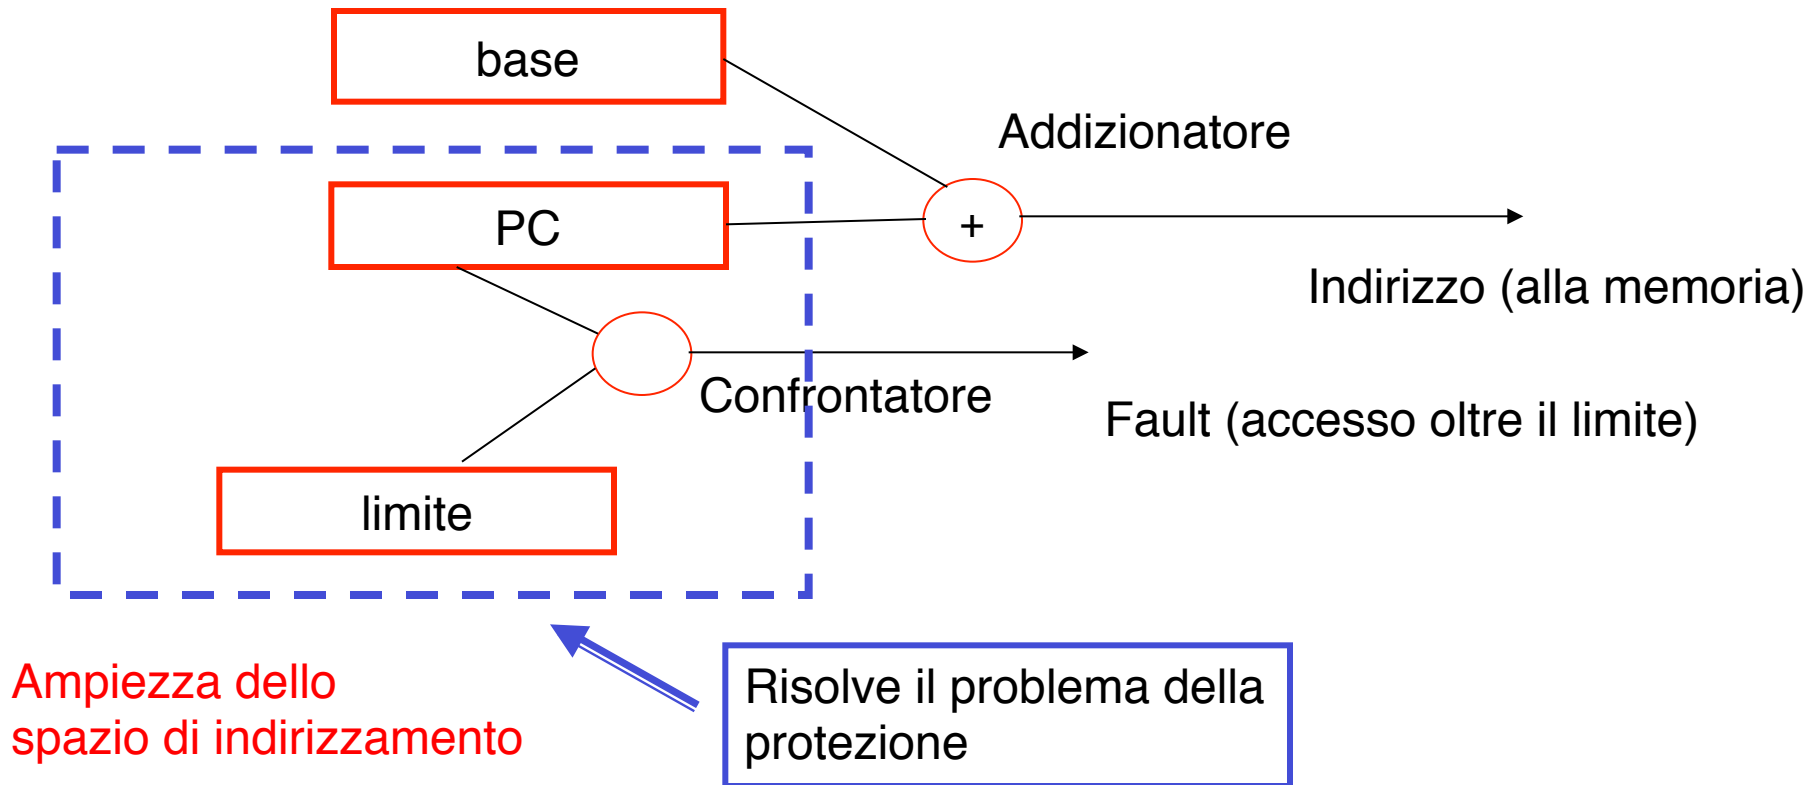 base
Addizionatore
PC
+
Indirizzo (alla memoria)
Confrontatore
Fault (accesso oltre il limite)
limite
Ampiezza dello
spazio di indirizzamento
Risolve il problema della
protezione